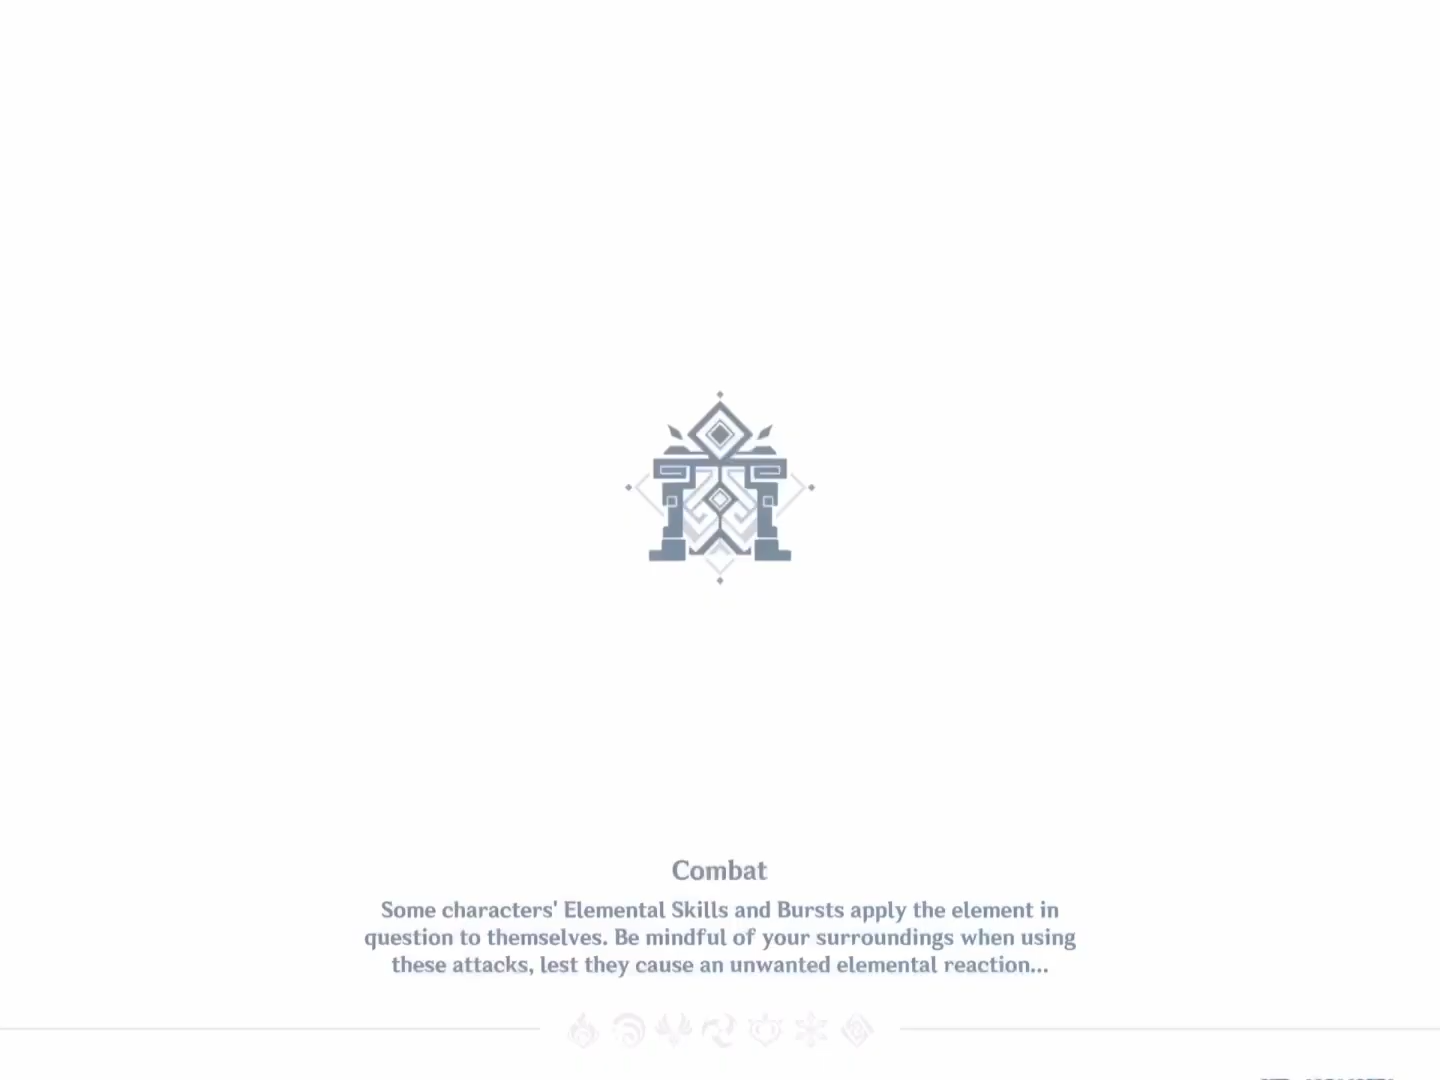 Combat
Some characters' Elemental Skills and Bursts apply the element in
question to themselves. Be mindful of your surroundings when using
these attacks, lest they cause an unwanted elemental reaction...